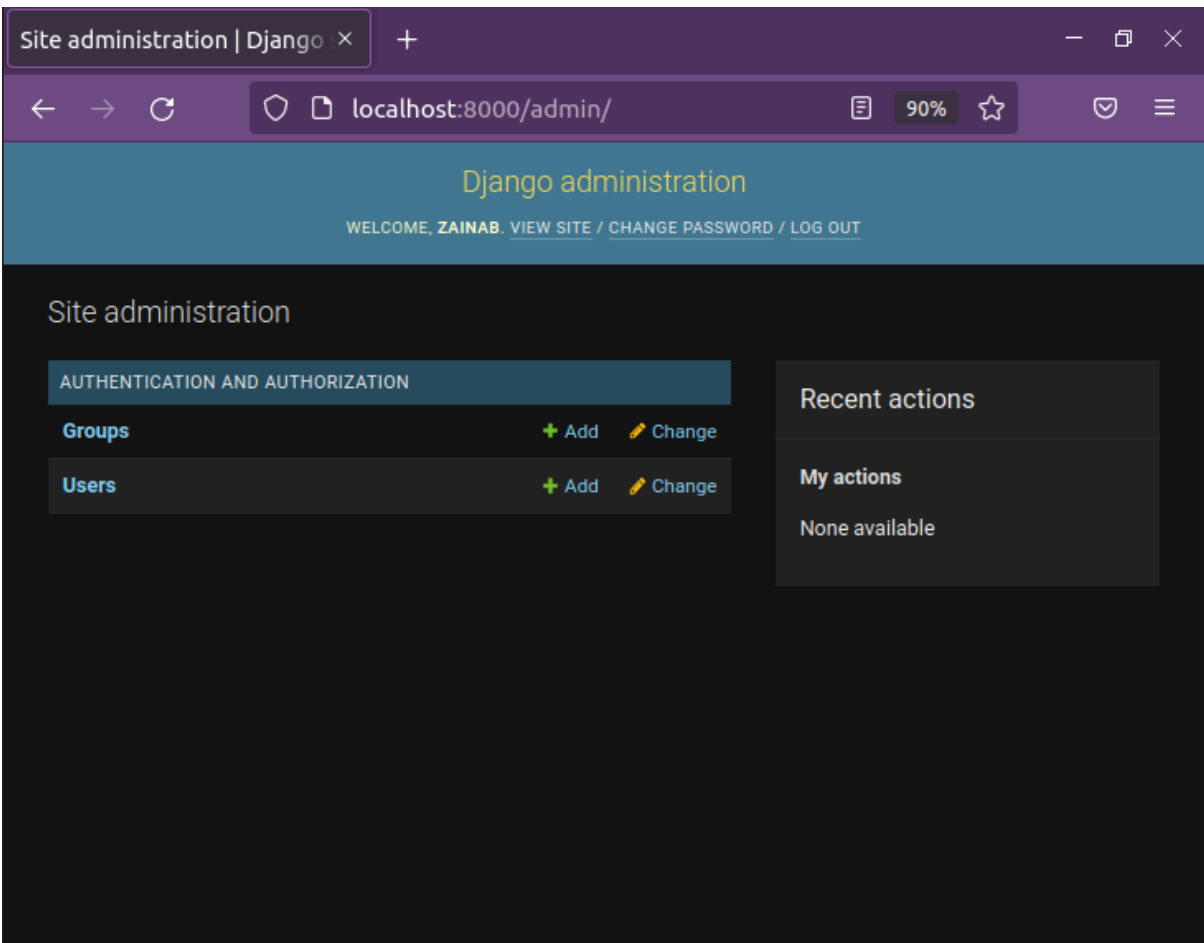 Site administration | Django
localhost:8000/admin/
90%
Django administration
WELCOME, ZAINAB. VIEW SITE / CHANGE PASSWORD / LOG OUT
Site administration
AUTHENTICATION AND AUTHORIZATION
Groups Add Change
Users Add Change
Recent actions
My actions
None available